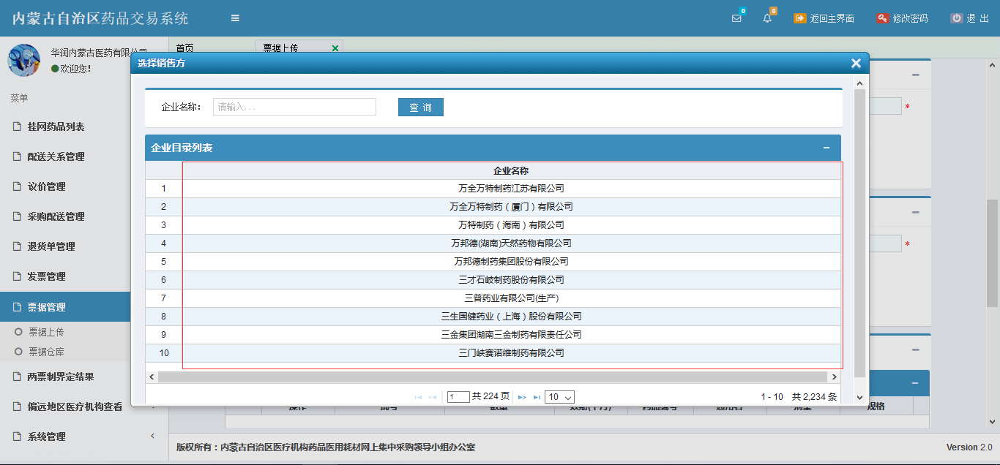 内蒙古自治区药品交易系统
0
0
返回主界面
修改密码
退 出
华润内蒙古医药有限公司
欢迎您!
菜单
挂网药品列表
配送关系管理
议价管理
采购配送管理
退货单管理
发票管理
票据管理
票据上传
票据仓库
两票制界定结果
偏远地区医疗机构查看
系统管理
首页
票据上传
选择销售方
企业名称:
请输入...
查 询
企业目录列表
企业名称
1 万全万特制药江苏有限公司
2 万全万特制药（厦门）有限公司
3 万特制药（海南）有限公司
4 万邦德(湖南)天然药物有限公司
5 万邦德制药集团股份有限公司
6 三才石岐制药股份有限公司
7 三普药业有限公司(生产)
8 三生国健药业（上海）股份有限公司
9 三金集团湖南三金制药有限责任公司
10 三门峡赛诺维制药有限公司
1 共 224 页 10 1 - 10 共 2,234 条
* 
*
操作 批号 数量 效期(个月) 药品编号 通用名 剂型 规格
版权所有：内蒙古自治区医疗机构药品医用耗材网上集中采购领导小组办公室
Version 2.0